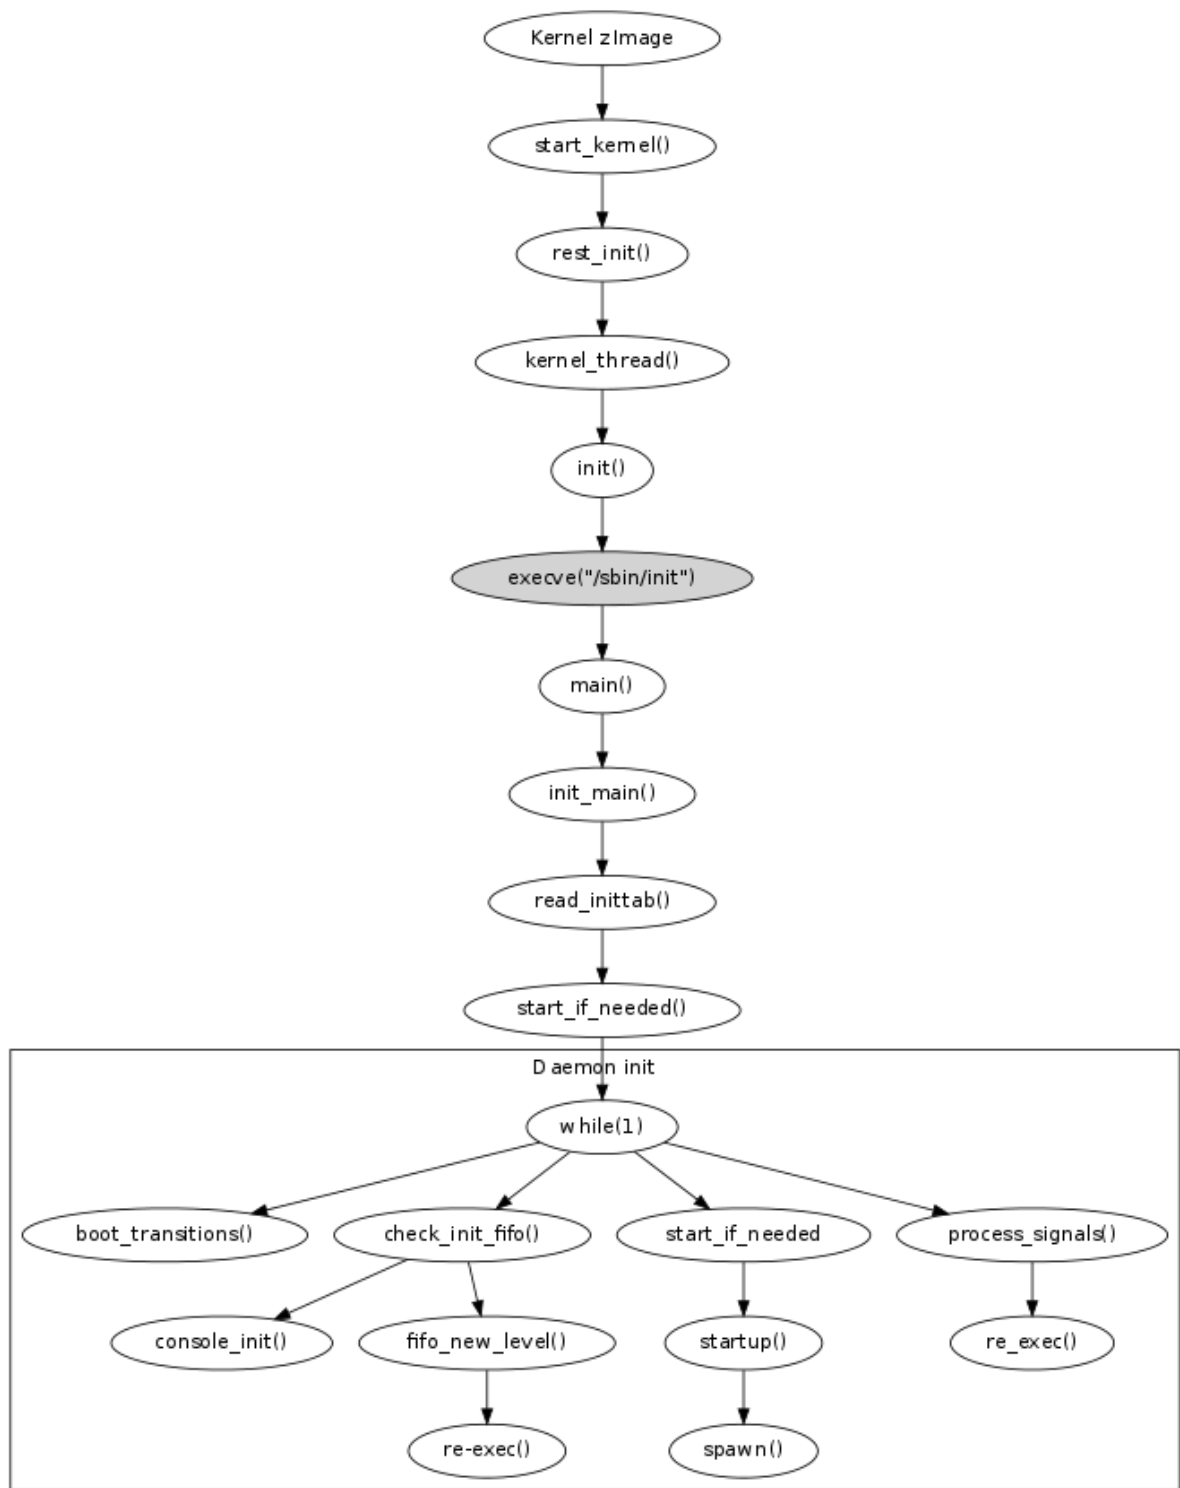 Kernel zImage
start_kernel()
rest_init()
kernel_thread()
init()
execve("/sbin/init")
main()
init_main()
read_inittab()
start_if_needed()
Daemon init
while(1)
boot_transitions()
check_init_fifo()
start_if_needed
process_signals()
console_init()
fifo_new_level()
startup()
re_exec()
re-exec()
spawn()